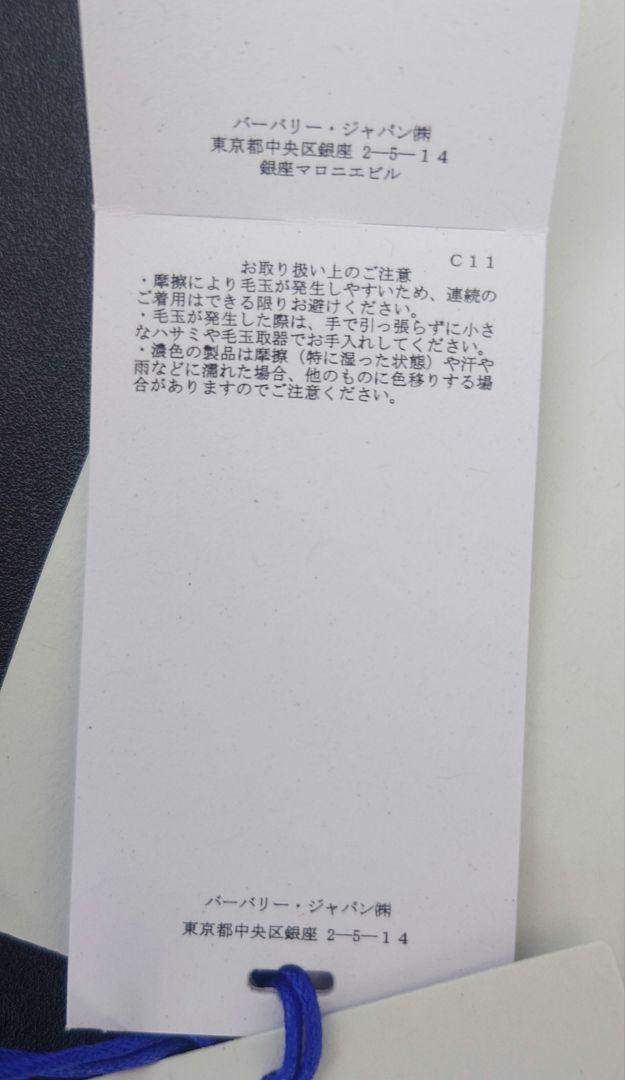 バーバリー・ジャパン㈱
東京都中央区銀座 2―5―14
銀座マロニエビル
C11
お取り扱い上のご注意
・摩擦により毛玉が発生しやすいため、連続の
ご着用はできる限りお避けください。
・毛玉が発生した際は、手で引っ張らずに小さ
なハサミや毛玉取器でお手入れしてください。
・濃色の製品は摩擦（特に湿った状態）や汗や
雨などに濡れた場合、他のものに色移りする場
合がありますのでご注意ください。
バーバリー・ジャパン㈱
東京都中央区銀座 2―5―14